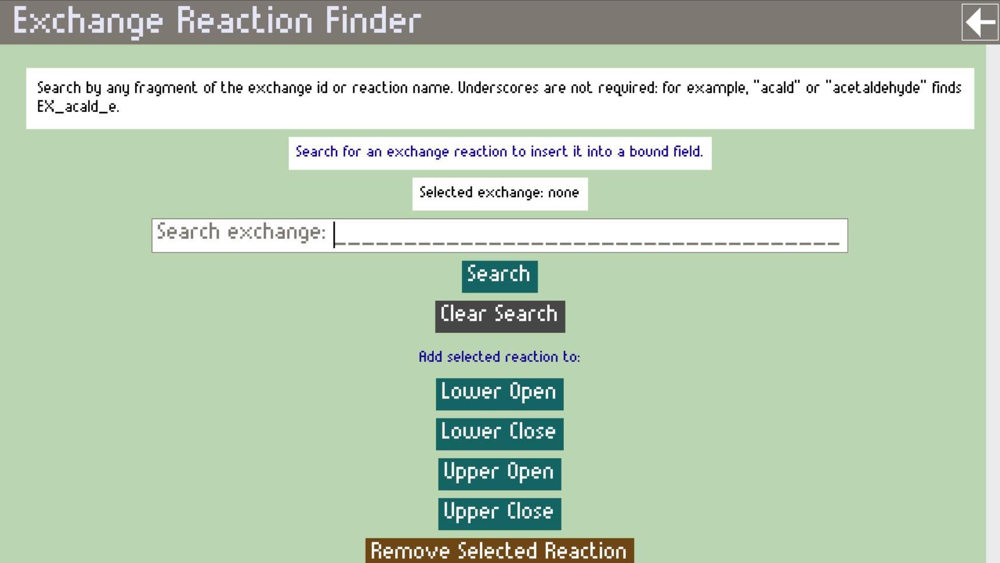 Exchange Reaction Finder
Search by any fragment of the exchange id or reaction name. Underscores are not required: for example, "acald" or "acetaldehyde" finds
EX_acald_e.
Search for an exchange reaction to insert it into a bound field.
Selected exchange: none
Search exchange: ____________________________________
Search
Clear Search
Add selected reaction to:
Lower Open
Lower Close
Upper Open
Upper Close
Remove Selected Reaction